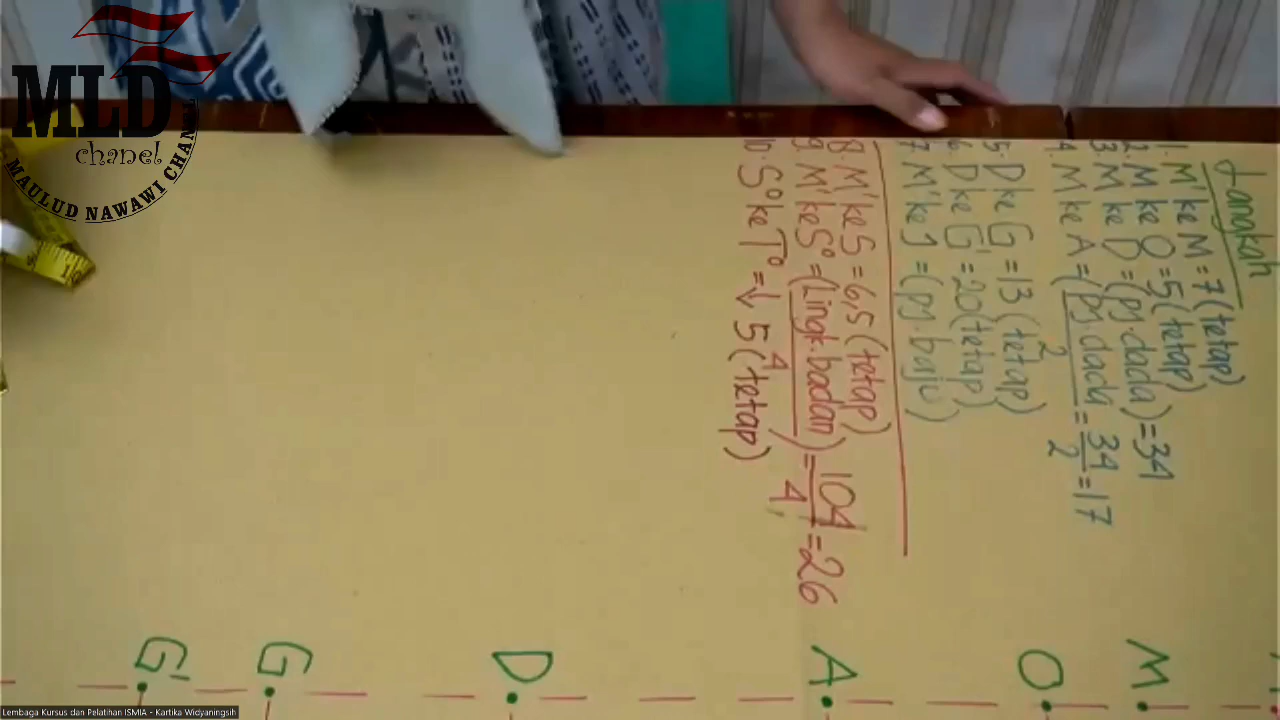 MLD
chanel
MAULUD NAWAWI CHANEL
Langkah
1. M' ke M = 7 (tetap)
2. M ke O = 5 (tetap)
3. M ke D = (pj. dada) = 34
4. M ke A = (pj. dada / 2 = 34 / 2 = 17
5. D ke G = 13 (tetap)
6. D ke G' = 20 (tetap)
7 M' ke J = (pj. baju)
8. M' ke S = 6,5 (tetap)
9 M' ke S° = (Lingk. badan / 4) = 104 / 4 = 26
10. S° ke T° = ↓ 5 (tetap)
M
O
A
D
G
G'
Lembaga Kursus dan Pelatihan ISMIA - Kartika Widyaningsih